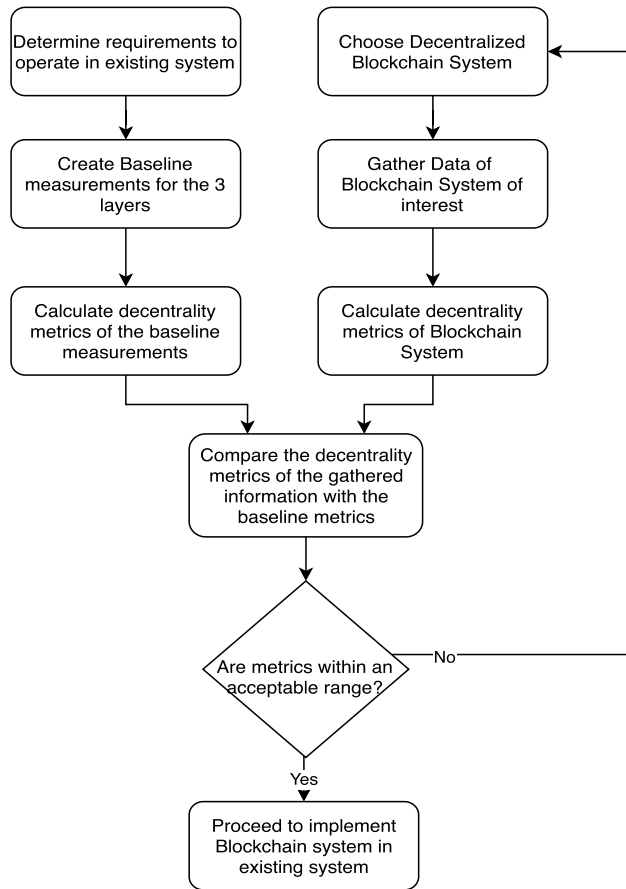 Determine requirements to
operate in existing system
Choose Decentralized
Blockchain System
Create Baseline
measurements for the 3
layers
Gather Data of
Blockchain System of
interest
Calculate decentrality
metrics of the baseline
measurements
Calculate decentrality
metrics of Blockchain
System
Compare the decentrality
metrics of the gathered
information with the
baseline metrics
Are metrics within an
acceptable range?
No
Yes
Proceed to implement
Blockchain system in
existing system